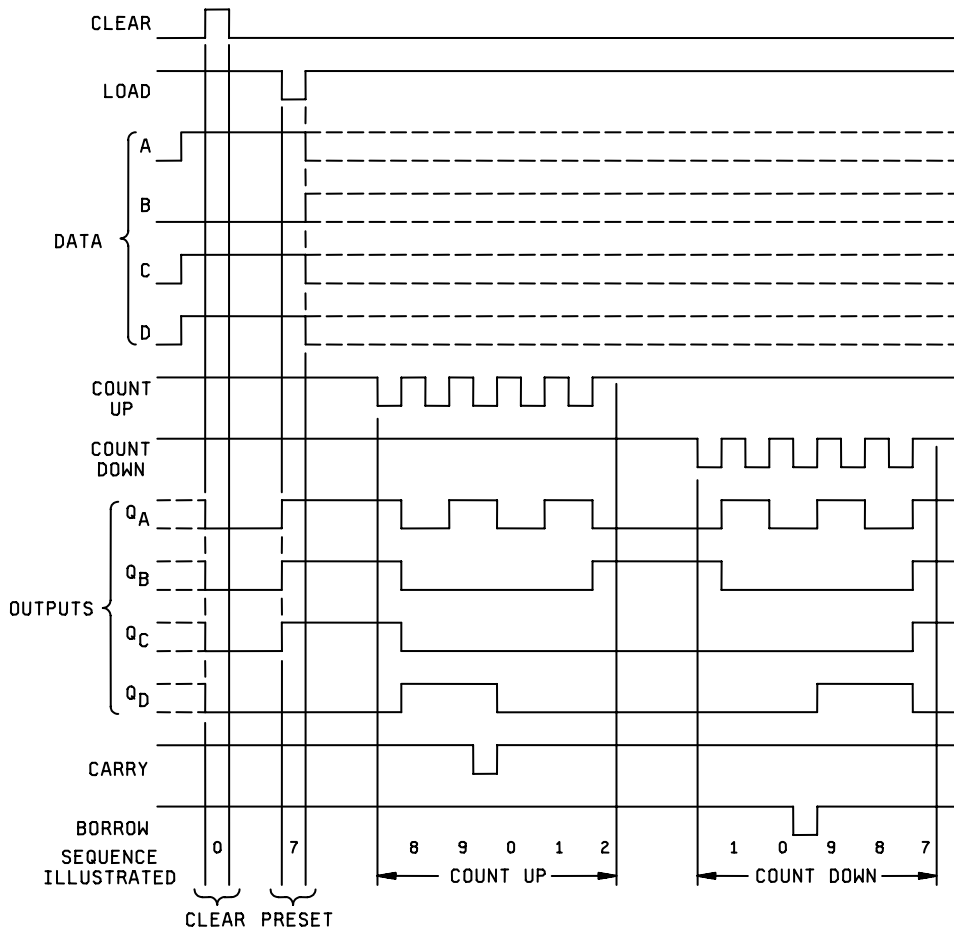 CLEAR
LOAD
A
B
DATA
C
D
COUNT
UP
COUNT
DOWN
QA
QB
OUTPUTS
QC
QD
CARRY
BORROW
SEQUENCE
ILLUSTRATED
0 7 8 9 0 1 2 1 0 9 8 7
COUNT UP COUNT DOWN
CLEAR PRESET